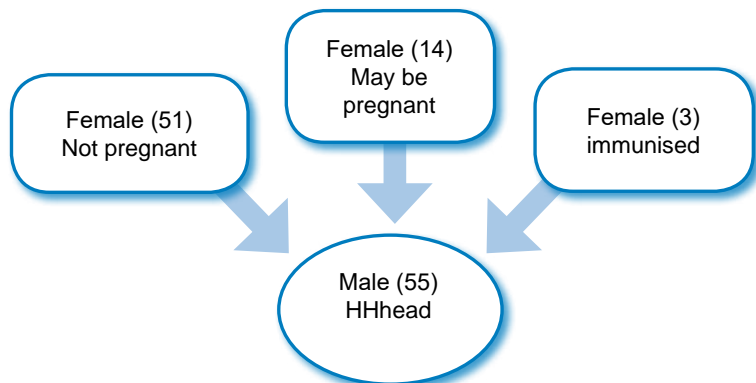 Female (51)
Not pregnant
Female (14)
May be
pregnant
Female (3)
immunised
Male (55)
HHhead